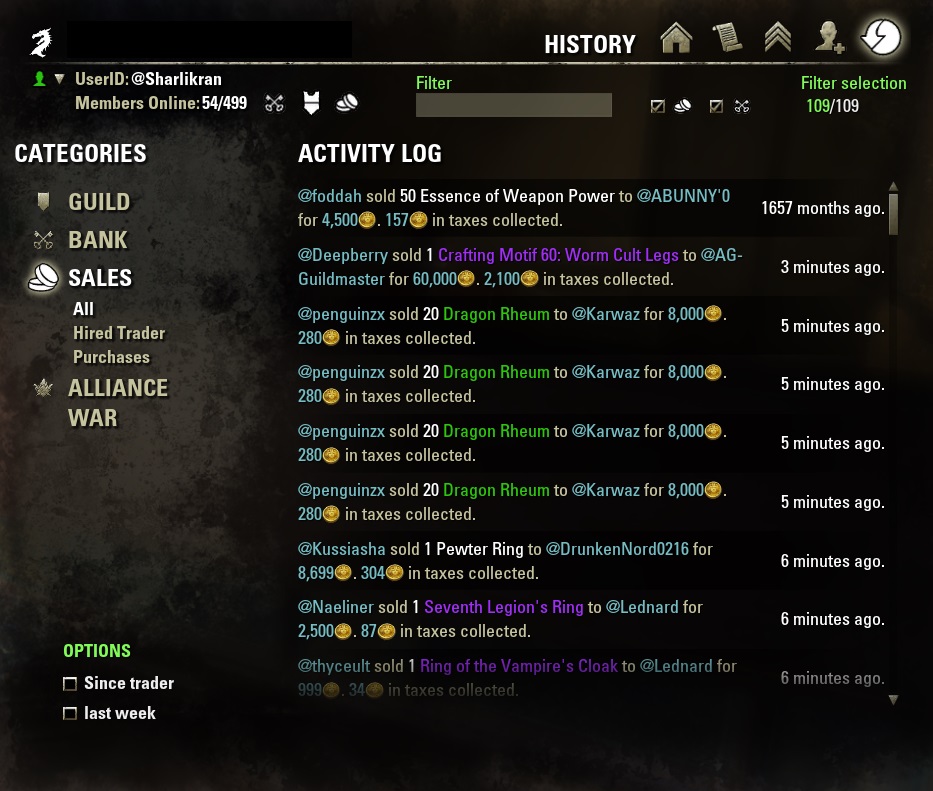 HISTORY
UserID: @Sharlikran
Members Online: 54/499
Filter
Filter selection
109/109
CATEGORIES
GUILD
BANK
SALES
All
Hired Trader
Purchases
ALLIANCE
WAR
OPTIONS
Since trader
last week
ACTIVITY LOG
@foddah sold 50 Essence of Weapon Power to @ABUNNY'0
for 4,500. 157 in taxes collected.
1657 months ago.
@Deepberry sold 1 Crafting Motif 60: Worm Cult Legs to @AG-
Guildmaster for 60,000. 2,100 in taxes collected.
3 minutes ago.
@penguinzx sold 20 Dragon Rheum to @Karwaz for 8,000.
280 in taxes collected.
5 minutes ago.
@penguinzx sold 20 Dragon Rheum to @Karwaz for 8,000.
280 in taxes collected.
5 minutes ago.
@penguinzx sold 20 Dragon Rheum to @Karwaz for 8,000.
280 in taxes collected.
5 minutes ago.
@penguinzx sold 20 Dragon Rheum to @Karwaz for 8,000.
280 in taxes collected.
5 minutes ago.
@Kussiasha sold 1 Pewter Ring to @DrunkenNord0216 for
8,699. 304 in taxes collected.
6 minutes ago.
@Naeliner sold 1 Seventh Legion's Ring to @Lednard for
2,500. 87 in taxes collected.
6 minutes ago.
@thyceult sold 1 Ring of the Vampire's Cloak to @Lednard for
999. 34 in taxes collected.
6 minutes ago.